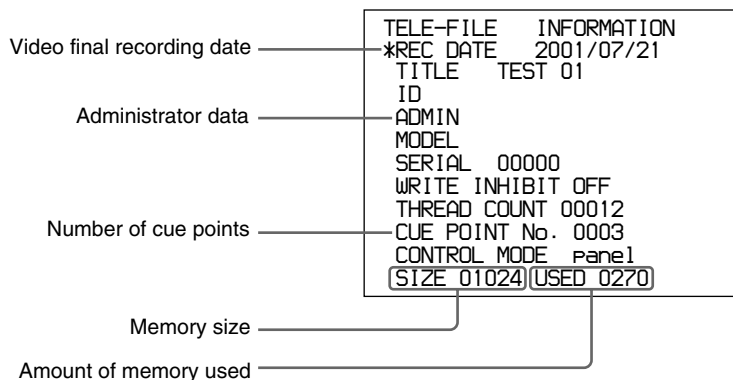 TELE-FILE INFORMATION
Video final recording date
*REC DATE 2001/07/21
TITLE TEST 01
ID
Administrator data
ADMIN
MODEL
SERIAL 00000
WRITE INHIBIT OFF
THREAD COUNT 00012
Number of cue points
CUE POINT No. 0003
CONTROL MODE panel
SIZE 01024 USED 0270
Memory size
Amount of memory used